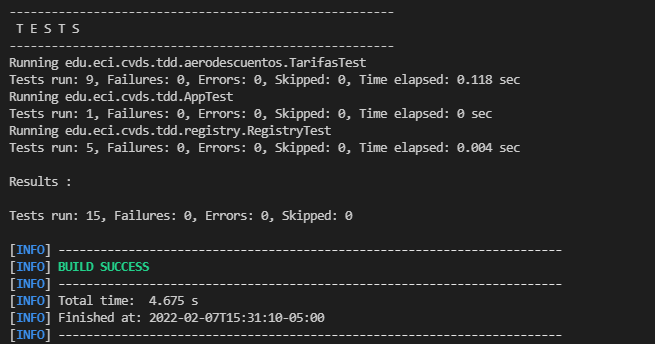 -------------------------------------------------------
T E S T S
-------------------------------------------------------
Running edu.eci.cvds.tdd.aerodescuentos.TarifasTest
Tests run: 9, Failures: 0, Errors: 0, Skipped: 0, Time elapsed: 0.118 sec
Running edu.eci.cvds.tdd.AppTest
Tests run: 1, Failures: 0, Errors: 0, Skipped: 0, Time elapsed: 0 sec
Running edu.eci.cvds.tdd.registry.RegistryTest
Tests run: 5, Failures: 0, Errors: 0, Skipped: 0, Time elapsed: 0.004 sec
Results :
Tests run: 15, Failures: 0, Errors: 0, Skipped: 0
[INFO] ------------------------------------------------------------------------
[INFO] BUILD SUCCESS
[INFO] ------------------------------------------------------------------------
[INFO] Total time:  4.675 s
[INFO] Finished at: 2022-02-07T15:31:10-05:00
[INFO] ------------------------------------------------------------------------